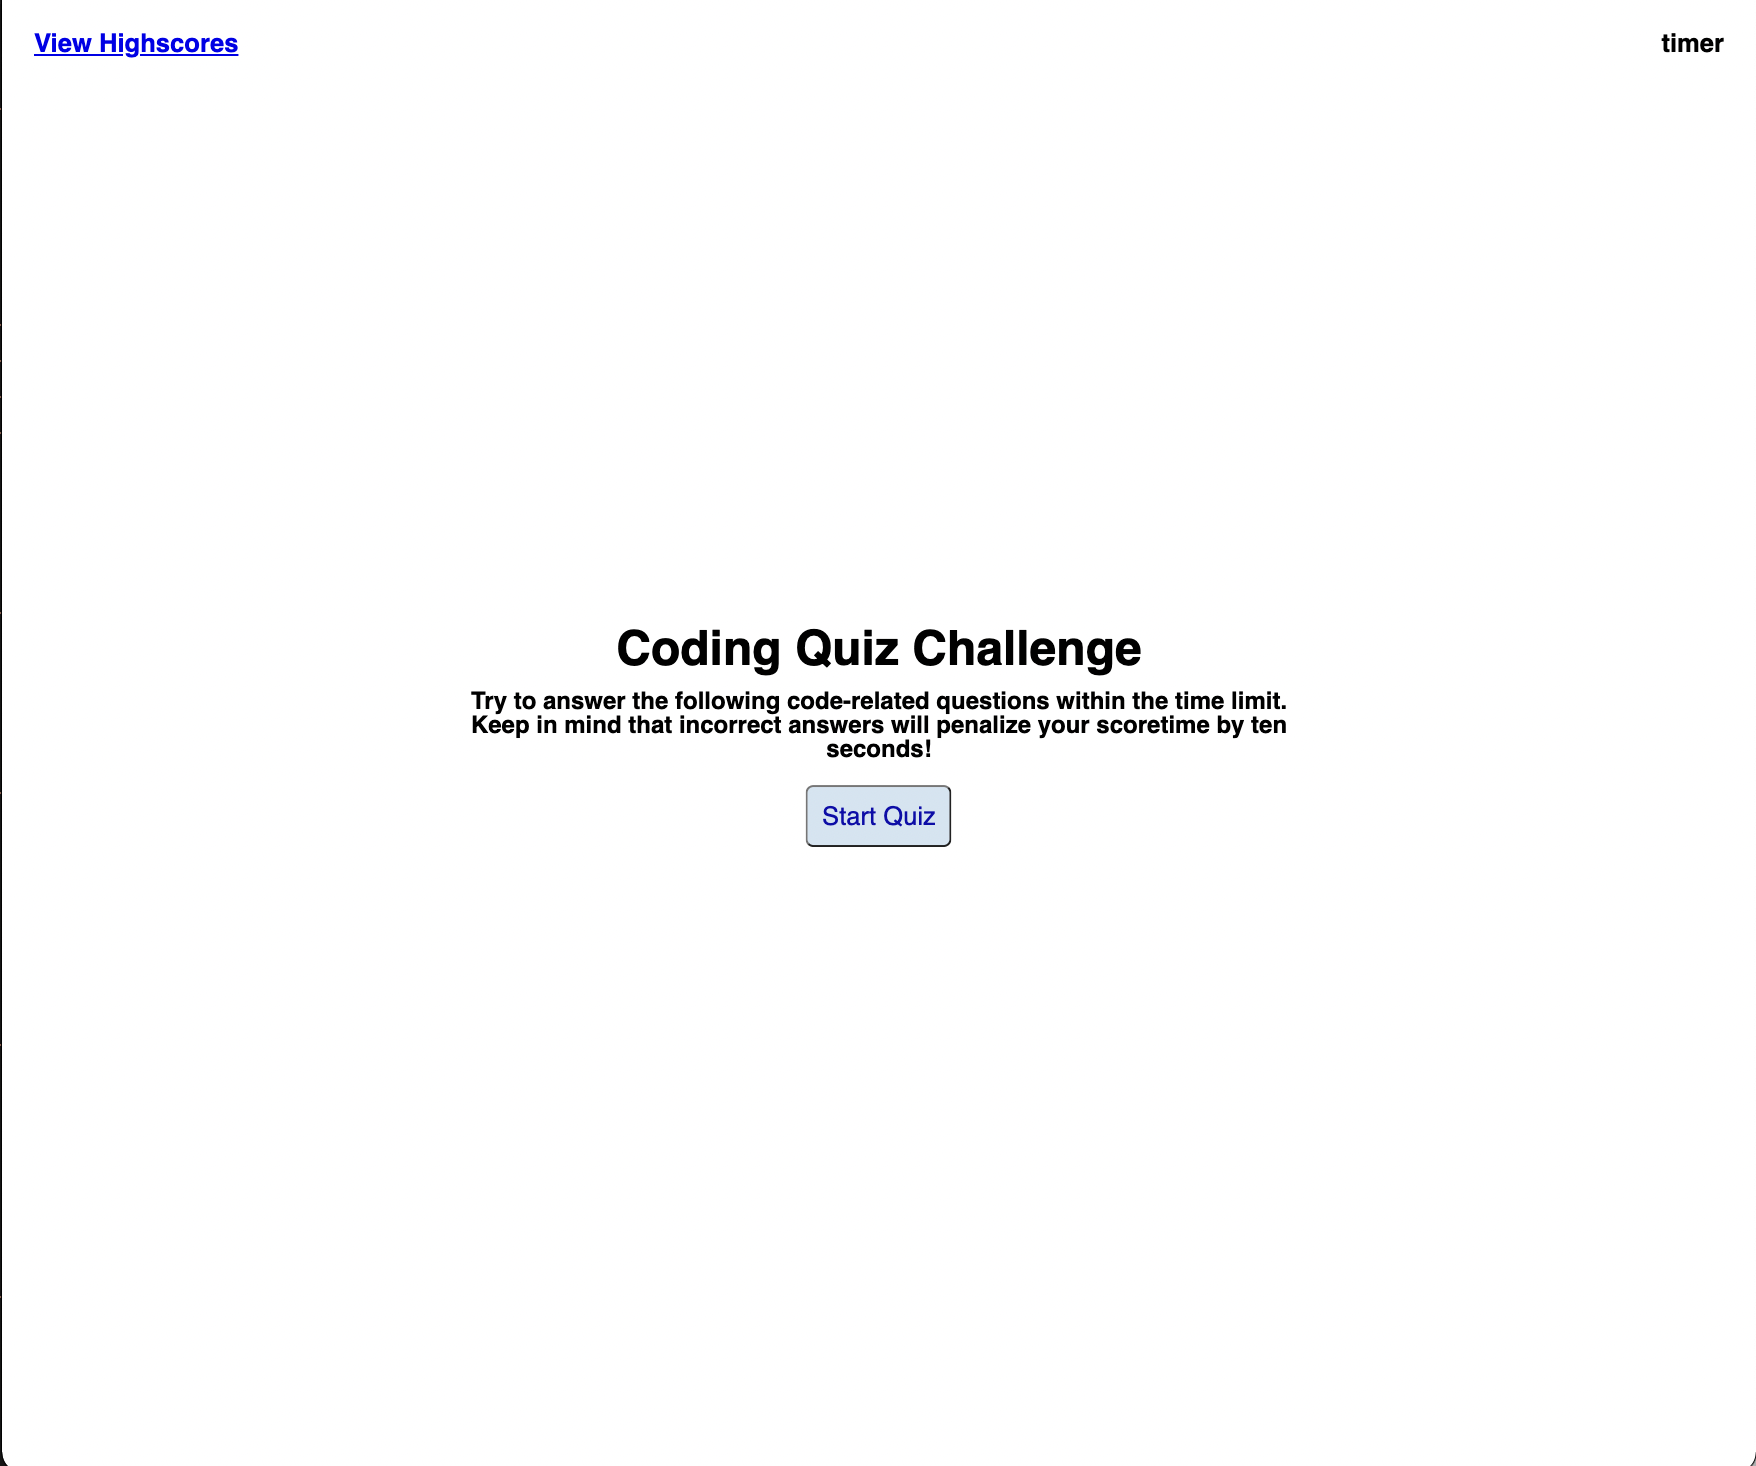 View Highscores
timer
Coding Quiz Challenge
Try to answer the following code-related questions within the time limit.
Keep in mind that incorrect answers will penalize your scoretime by ten
seconds!
Start Quiz